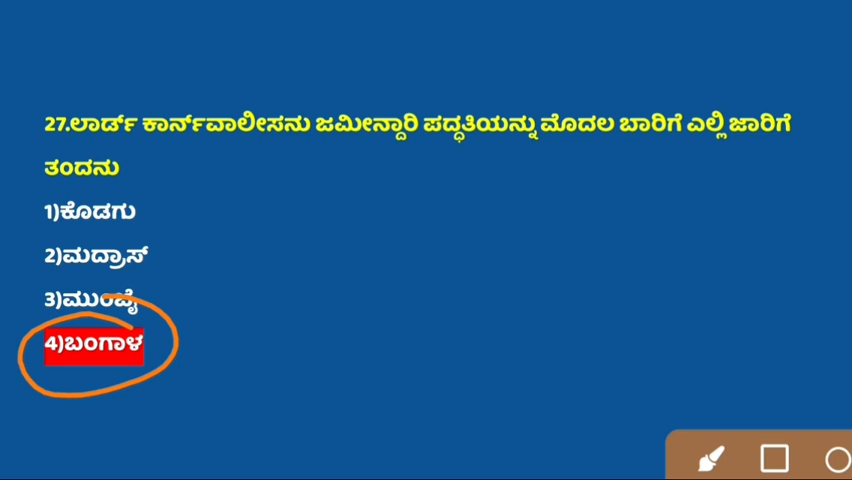 27.ಲಾರ್ಡ್ ಕಾರ್ನ್‌ವಾಲೀಸನು ಜಮೀನ್ದಾರಿ ಪದ್ಧತಿಯನ್ನು ಮೊದಲ ಬಾರಿಗೆ ಎಲ್ಲಿ ಜಾರಿಗೆ
ತಂದನು
1)ಕೊಡಗು
2)ಮದ್ರಾಸ್
3)ಮುಂಬೈ
4)ಬಂಗಾಳ